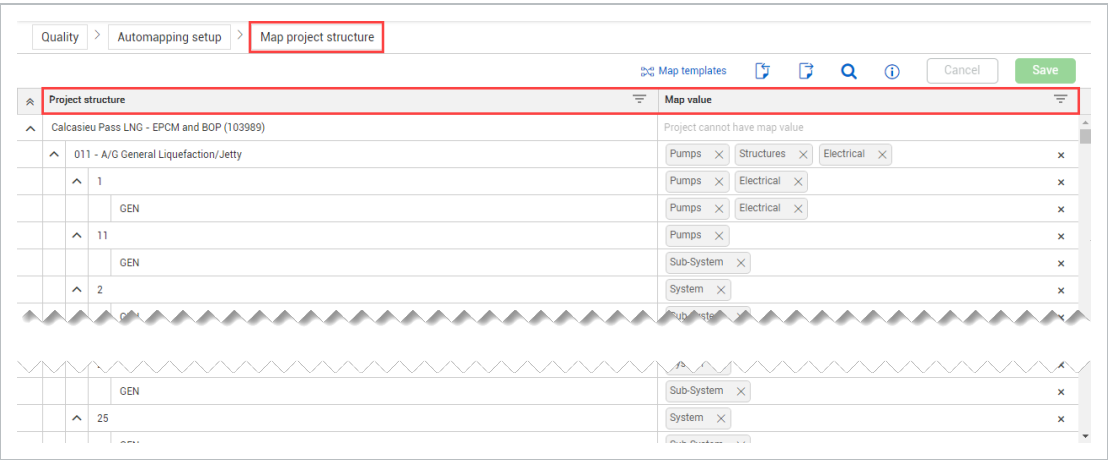 Quality > Automapping setup > Map project structure
Map templates Cancel Save
Project structure Map value
Calcasieu Pass LNG - EPCM and BOP (103989) Project cannot have map value
011 - A/G General Liquefaction/Jetty Pumps Structures Electrical
1 Pumps Electrical
GEN Pumps Electrical
11 Pumps
GEN Sub-System
2 System
GEN Sub-System
25 System